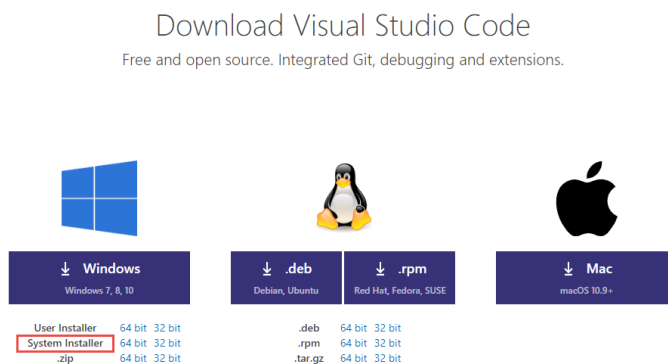 Download Visual Studio Code
Free and open source. Integrated Git, debugging and extensions.
Windows
Windows 7, 8, 10
.deb
Debian, Ubuntu
.rpm
Red Hat, Fedora, SUSE
Mac
macOS 10.9+
User Installer 64 bit 32 bit
System Installer 64 bit 32 bit
.zip 64 bit 32 bit
.deb 64 bit 32 bit
.rpm 64 bit 32 bit
.tar.gz 64 bit 32 bit